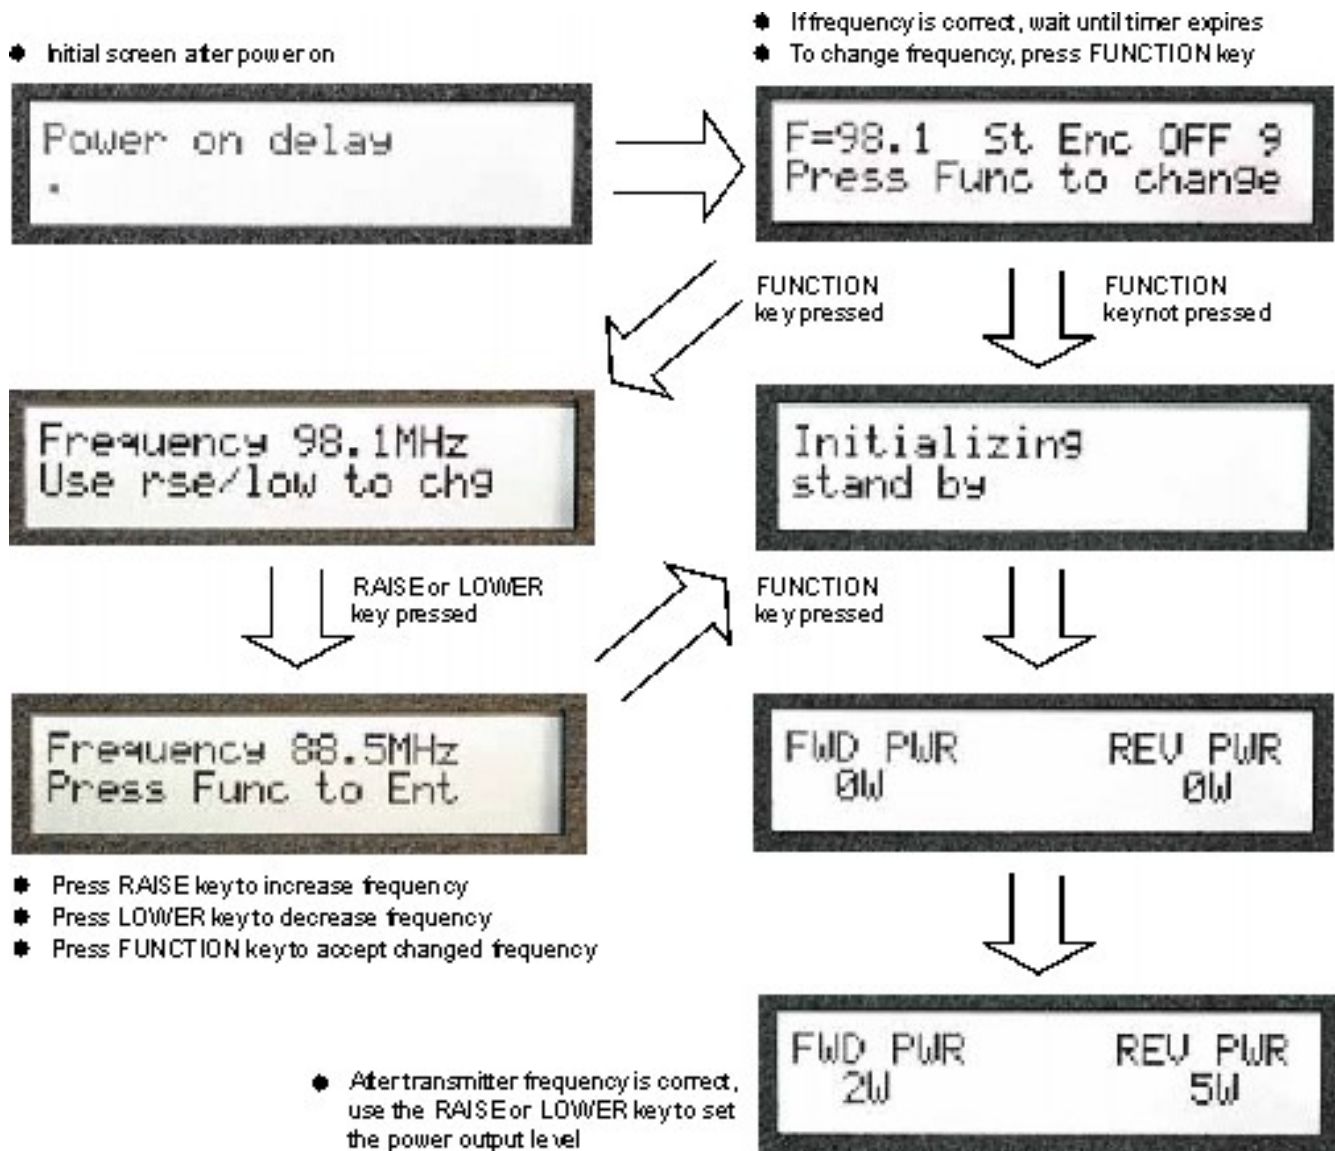 ● Initial screen after power on
● If frequency is correct, wait until timer expires
● To change frequency, press FUNCTION key
Power on delay
.
F=98.1 St Enc OFF 9
Press Func to change
FUNCTION
key pressed
FUNCTION
key not pressed
Frequency 98.1MHz
Use rse/low to chg
Initializing
stand by
RAISE or LOWER
key pressed
FUNCTION
key pressed
Frequency 88.5MHz
Press Func to Ent
FWD PWR REV PWR
0W 0W
● Press RAISE key to increase frequency
● Press LOWER key to decrease frequency
● Press FUNCTION key to accept changed frequency
● After transmitter frequency is correct,
use the RAISE or LOWER key to set
the power output level
FWD PWR REV PWR
2W 5W